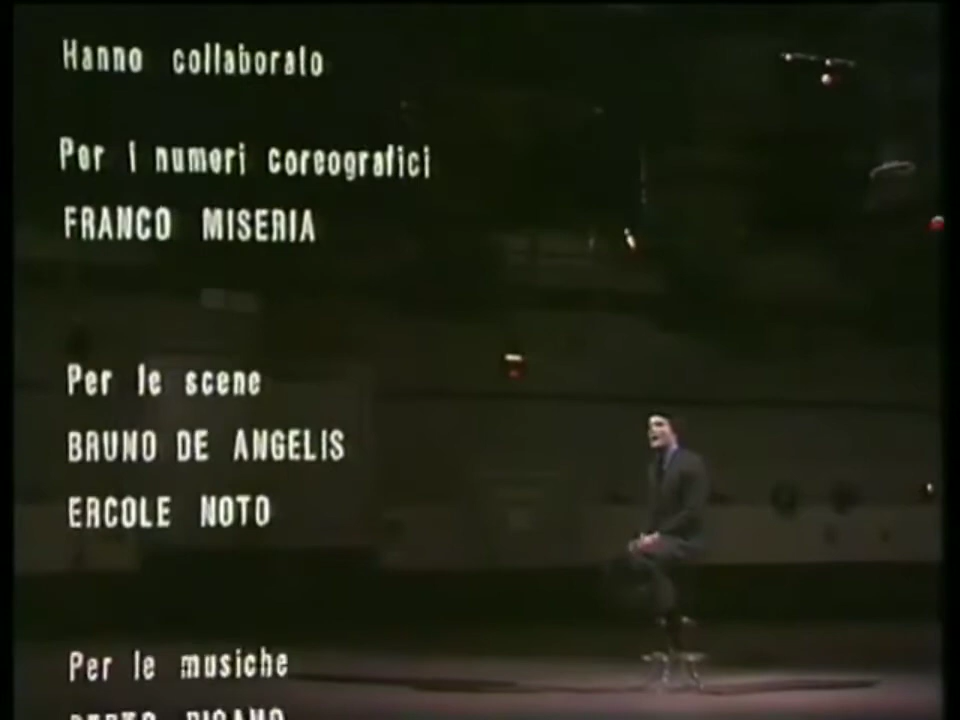 Hanno collaborato
Per i numeri coreografici
FRANCO MISERIA
Per le scene
BRUNO DE ANGELIS
ERCOLE NOTO
Per le musiche